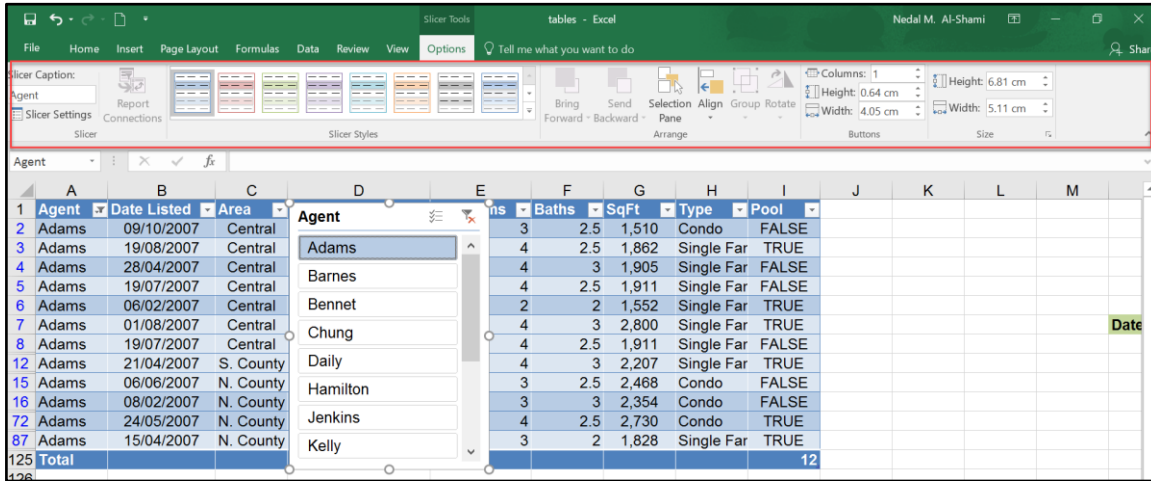 Slicer Tools
tables - Excel
Nedal M. Al-Shami
File Home Insert Page Layout Formulas Data Review View Options Tell me what you want to do Shar
Slicer Caption:
Agent
Slicer Settings
Report Connections
Slicer
Slicer Styles
Bring Forward
Send Backward
Selection Pane
Align
Group
Rotate
Arrange
Columns: 1
Height: 0.64 cm
Width: 4.05 cm
Buttons
Height: 6.81 cm
Width: 5.11 cm
Size
Agent fx
A B C D E F G H I J K L M
1 Agent Date Listed Area ms Baths SqFt Type Pool
2 Adams 09/10/2007 Central 3 2.5 1,510 Condo FALSE
3 Adams 19/08/2007 Central 4 2.5 1,862 Single Far TRUE
4 Adams 28/04/2007 Central 4 3 1,905 Single Far FALSE
5 Adams 19/07/2007 Central 4 2.5 1,911 Single Far FALSE
6 Adams 06/02/2007 Central 2 2 1,552 Single Far TRUE
7 Adams 01/08/2007 Central 4 3 2,800 Single Far TRUE Date
8 Adams 19/07/2007 Central 4 2.5 1,911 Single Far FALSE
12 Adams 21/04/2007 S. County 4 3 2,207 Single Far TRUE
15 Adams 06/06/2007 N. County 3 2.5 2,468 Condo FALSE
16 Adams 08/02/2007 N. County 3 3 2,354 Condo FALSE
72 Adams 24/05/2007 N. County 4 2.5 2,730 Condo TRUE
87 Adams 15/04/2007 N. County 3 2 1,828 Single Far TRUE
125 Total 12
126
Agent
Adams
Barnes
Bennet
Chung
Daily
Hamilton
Jenkins
Kelly